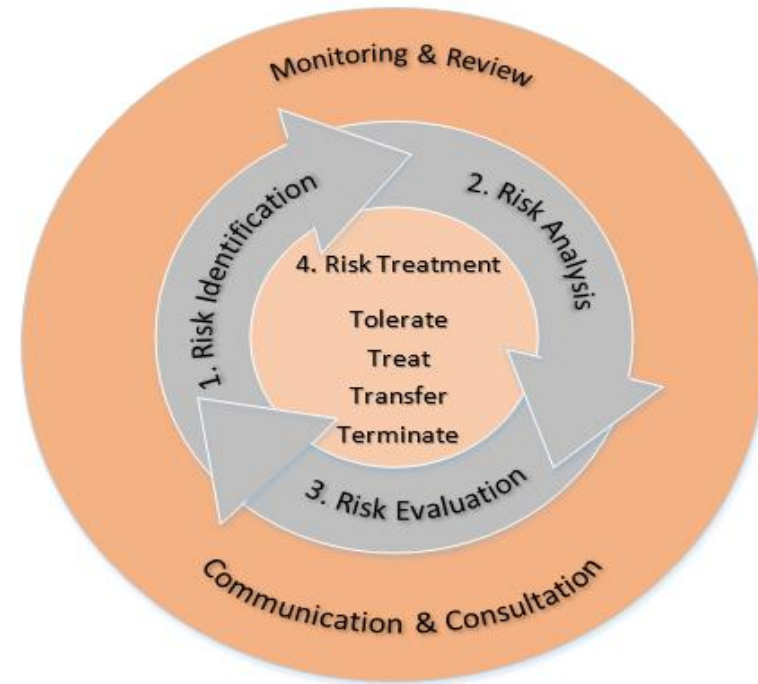 Monitoring & Review
1. Risk Identification
2. Risk Analysis
4. Risk Treatment
Tolerate
Treat
Transfer
Terminate
3. Risk Evaluation
Communication & Consultation